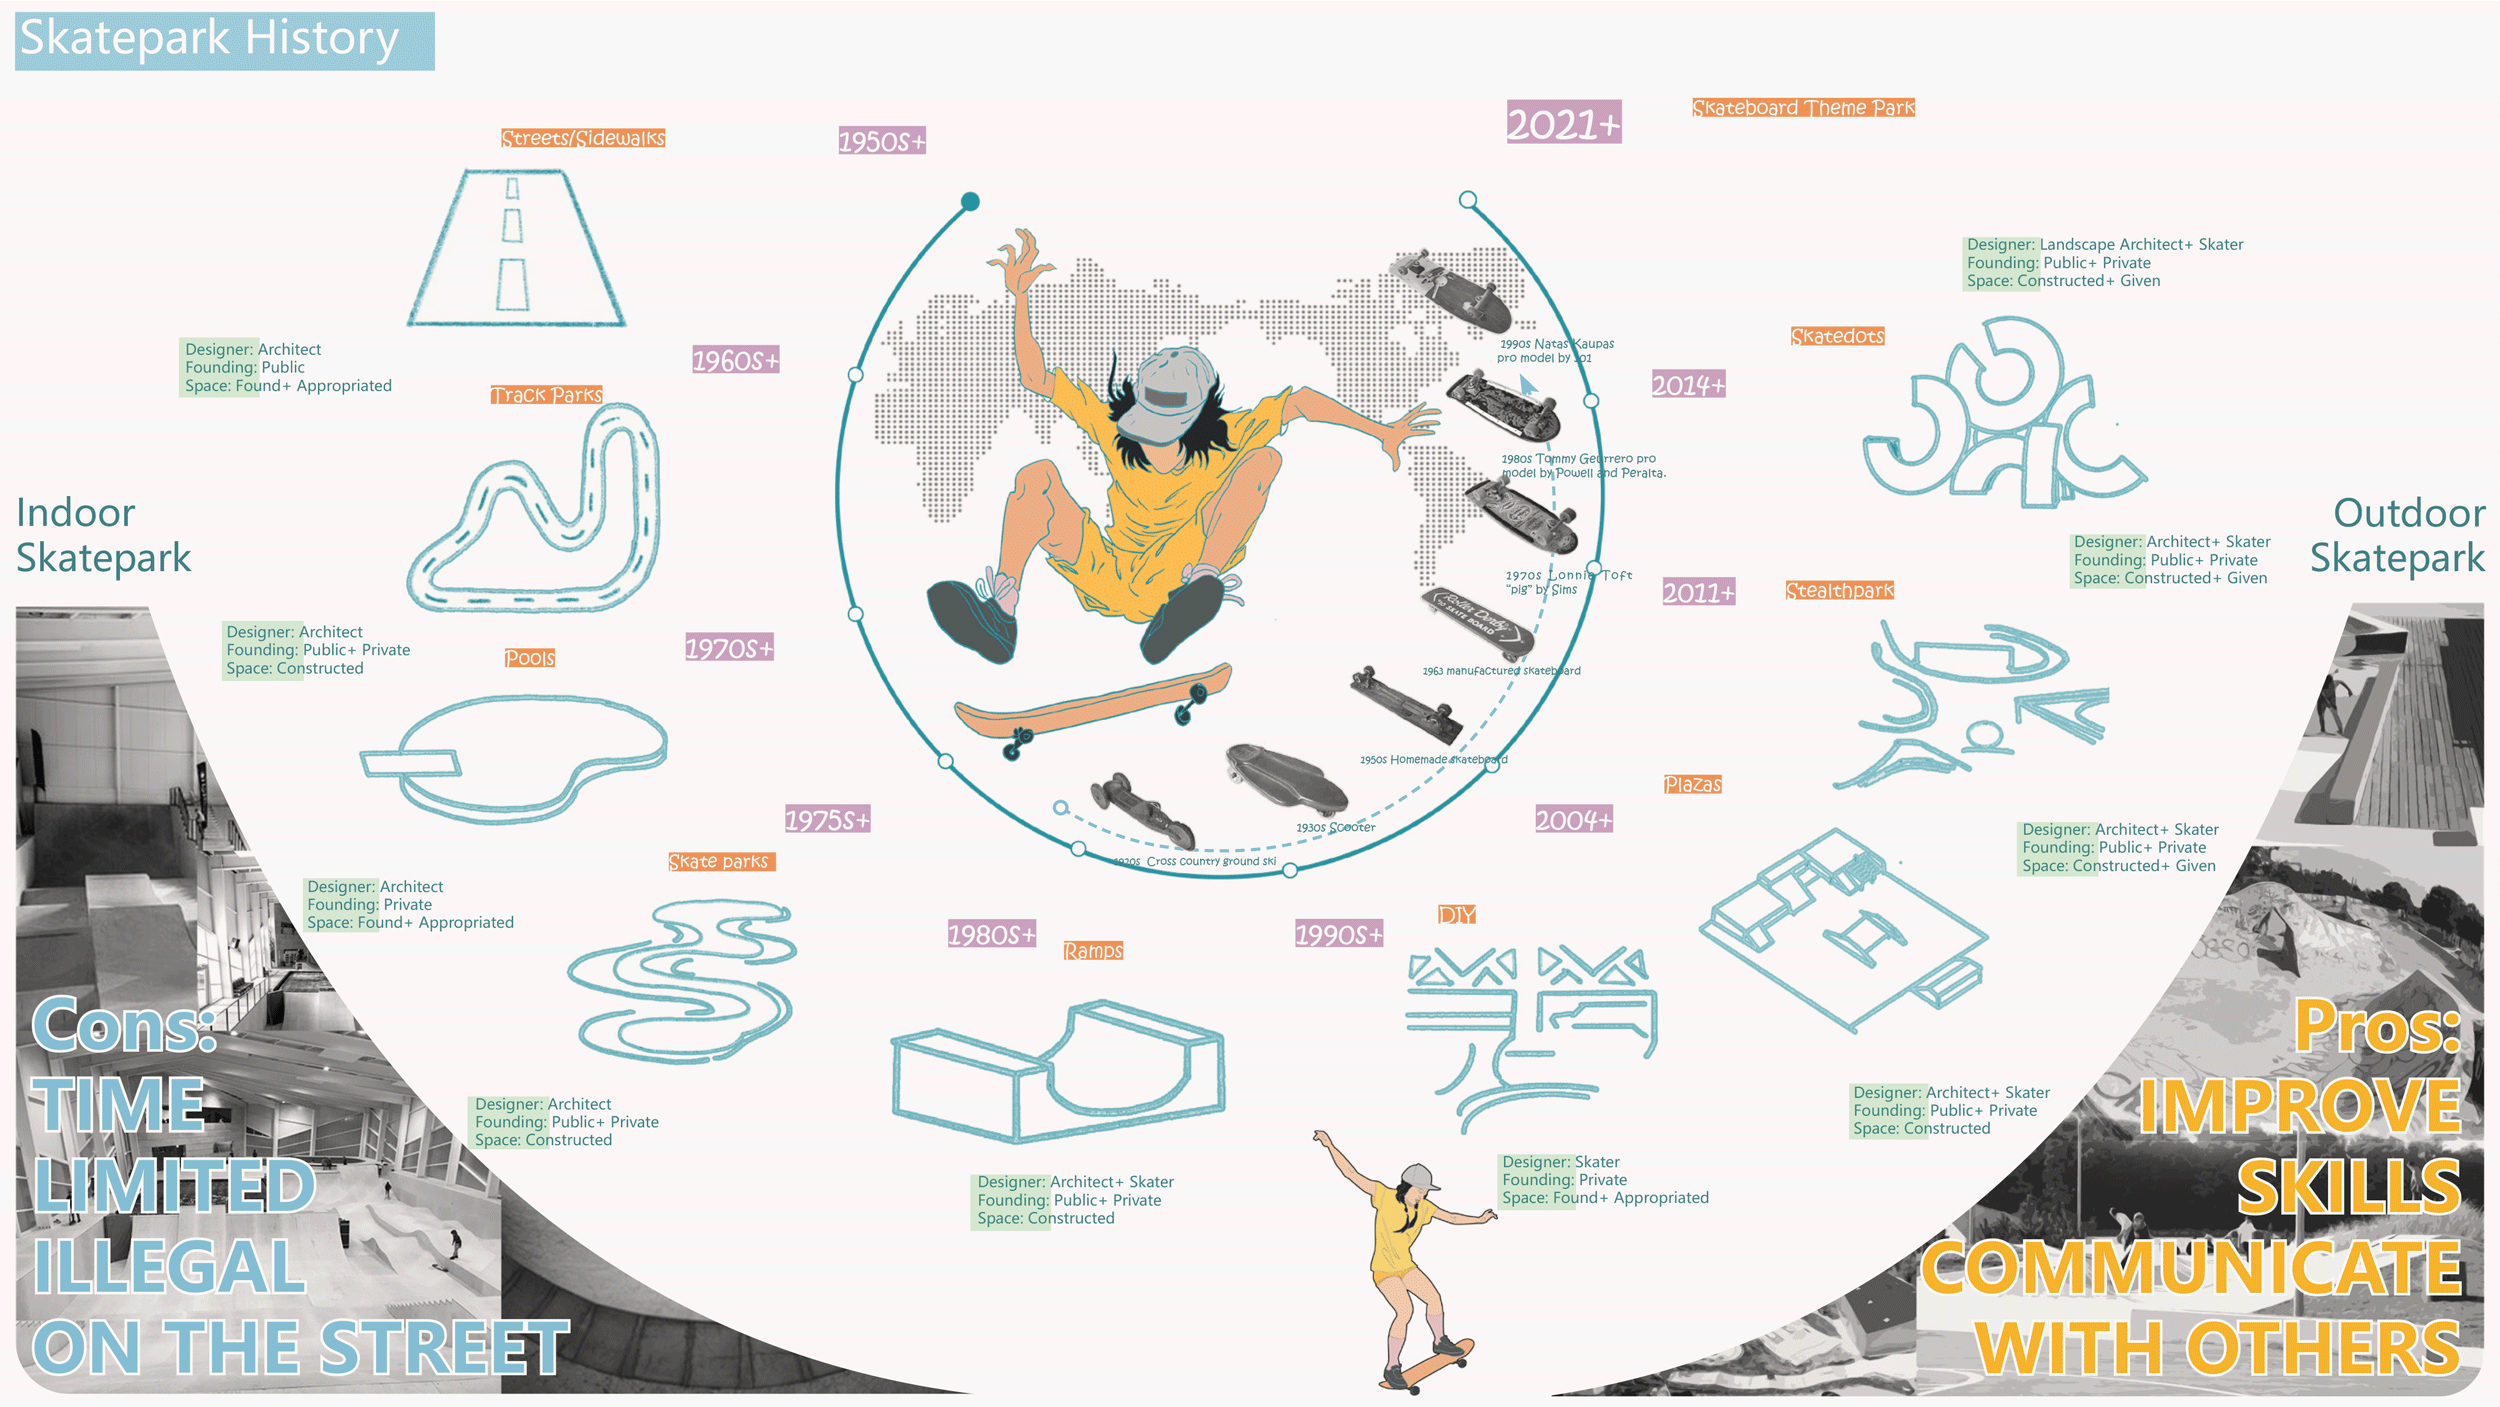 Skatepark History
1950s+
Streets/Sidewalks
Designer: Architect
Founding: Public
Space: Found+ Appropriated
1960s+
Track Parks
Designer: Architect
Founding: Public+ Private
Space: Constructed
1970s+
Pools
Designer: Architect
Founding: Private
Space: Found+ Appropriated
1975s+
Skate parks
Designer: Architect
Founding: Public+ Private
Space: Constructed
1980s+
Ramps
Designer: Architect+ Skater
Founding: Public+ Private
Space: Constructed
1990s+
DIY
Designer: Skater
Founding: Private
Space: Found+ Appropriated
2004+
Plazas
Designer: Architect+ Skater
Founding: Public+ Private
Space: Constructed
2011+
Stealthpark
Designer: Architect+ Skater
Founding: Public+ Private
Space: Constructed+ Given
2014+
Skatedots
Designer: Architect+ Skater
Founding: Public+ Private
Space: Constructed+ Given
2021+
Skateboard Theme Park
Designer: Landscape Architect+ Skater
Founding: Public+ Private
Space: Constructed+ Given
1990s Natas Kaupas
pro model by 101
1980s Tommy Geurrero pro
model by Powell and Peralta.
1970s Lonnie Toft
"pig" by Sims
Roller Derby
SKATE BOARD
1963 manufactured skateboard
1950s Homemade skateboard
1930s Scooter
1920s Cross country ground ski
Indoor
Skatepark
Cons:
TIME
LIMITED
ILLEGAL
ON THE STREET
Outdoor
Skatepark
Pros:
IMPROVE
SKILLS
COMMUNICATE
WITH OTHERS